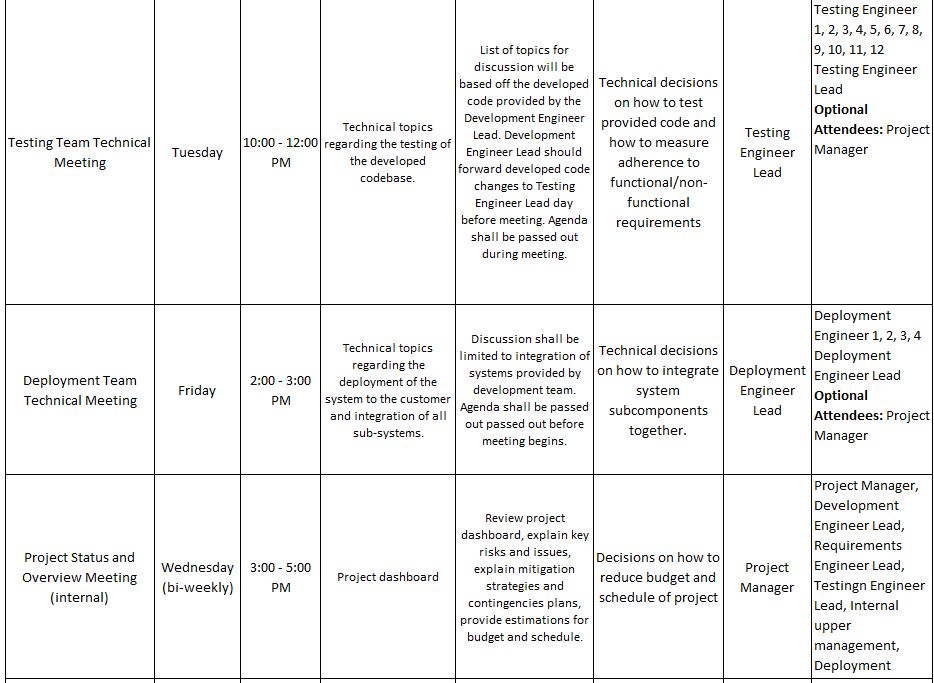 Testing Team Technical
Meeting
Tuesday
10:00 - 12:00
PM
Technical topics
regarding the testing of
the developed
codebase.
List of topics for
discussion will be
based off the developed
code provided by the
Development Engineer
Lead. Development
Engineer Lead should
forward developed code
changes to Testing
Engineer Lead day
before meeting. Agenda
shall be passed out
during meeting.
Technical decisions
on how to test
provided code and
how to measure
adherence to
functional/non-
functional
requirements
Testing
Engineer
Lead
Testing Engineer
1, 2, 3, 4, 5, 6, 7, 8,
9, 10, 11, 12
Testing Engineer
Lead
Optional
Attendees: Project
Manager
Deployment Team
Technical Meeting
Friday
2:00 - 3:00
PM
Technical topics
regarding the
deployment of the
system to the customer
and integration of all
sub-systems.
Discussion shall be
limited to integration of
systems provided by
development team.
Agenda shall be passed
out passed out before
meeting begins.
Technical decisions
on how to integrate
system
subcomponents
together.
Deployment
Engineer
Lead
Deployment
Engineer 1, 2, 3, 4
Deployment
Engineer Lead
Optional
Attendees: Project
Manager
Project Status and
Overview Meeting
(internal)
Wednesday
(bi-weekly)
3:00 - 5:00
PM
Project dashboard
Review project
dashboard, explain key
risks and issues,
explain mitigation
strategies and
contingencies plans,
provide estimations for
budget and schedule.
Decisions on how to
reduce budget and
schedule of project
Project
Manager
Project Manager,
Development
Engineer Lead,
Requirements
Engineer Lead,
Testingn Engineer
Lead, Internal
upper
management,
Deployment